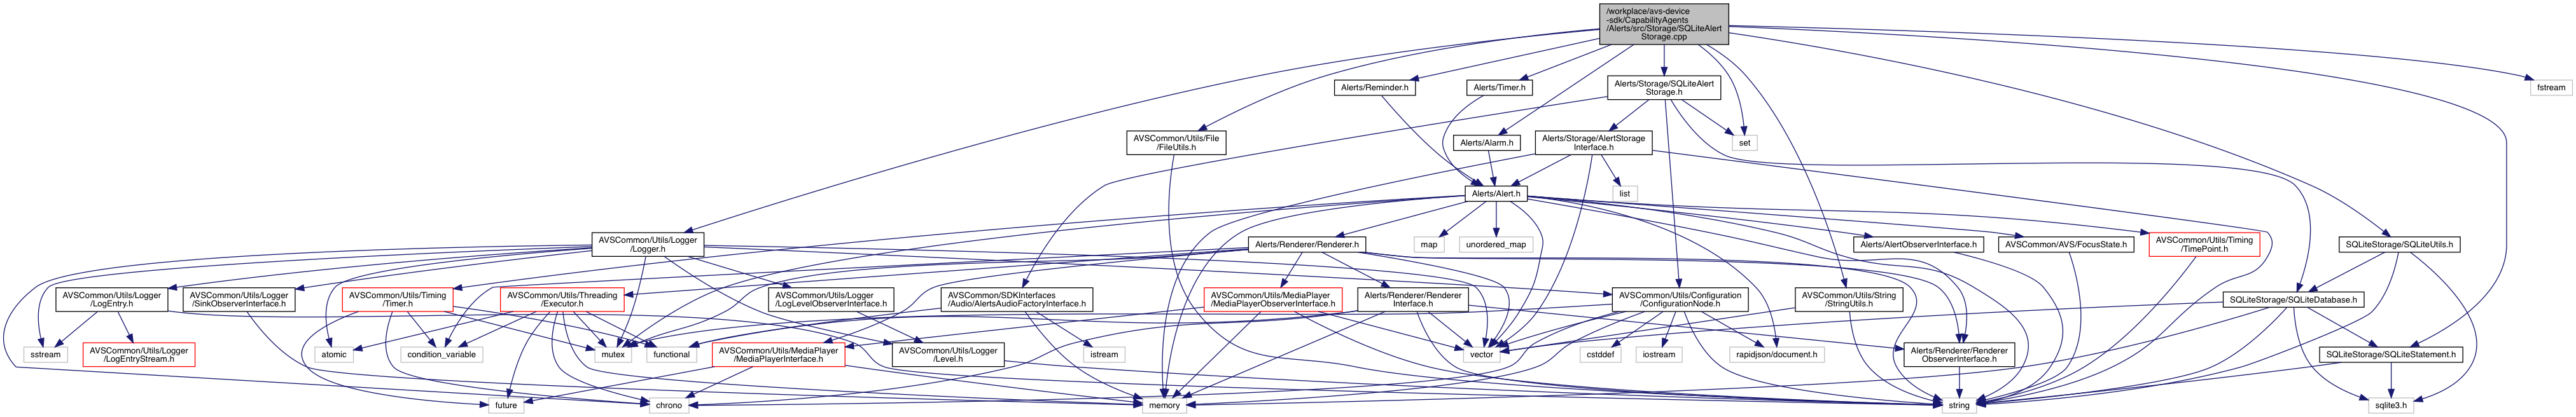 /workplace/avs-device
-sdk/CapabilityAgents
/Alerts/src/Storage/SQLiteAlert
Storage.cpp
Alerts/Reminder.h
Alerts/Timer.h
Alerts/Storage/SQLiteAlert
Storage.h
fstream
AVSCommon/Utils/File
/FileUtils.h
Alerts/Alarm.h
Alerts/Storage/AlertStorage
Interface.h
set
Alerts/Alert.h
list
AVSCommon/Utils/Logger
/Logger.h
Alerts/Renderer/Renderer.h
map
unordered_map
Alerts/AlertObserverInterface.h
AVSCommon/AVS/FocusState.h
AVSCommon/Utils/Timing
/TimePoint.h
SQLiteStorage/SQLiteUtils.h
AVSCommon/Utils/Logger
/LogEntry.h
AVSCommon/Utils/Logger
/SinkObserverInterface.h
AVSCommon/Utils/Timing
/Timer.h
AVSCommon/Utils/Threading
/Executor.h
AVSCommon/Utils/Logger
/LogLevelObserverInterface.h
AVSCommon/SDKInterfaces
/Audio/AlertsAudioFactoryInterface.h
AVSCommon/Utils/MediaPlayer
/MediaPlayerObserverInterface.h
Alerts/Renderer/Renderer
Interface.h
AVSCommon/Utils/Configuration
/ConfigurationNode.h
AVSCommon/Utils/String
/StringUtils.h
SQLiteStorage/SQLiteDatabase.h
sstream
AVSCommon/Utils/Logger
/LogEntryStream.h
atomic
condition_variable
mutex
functional
AVSCommon/Utils/MediaPlayer
/MediaPlayerInterface.h
AVSCommon/Utils/Logger
/Level.h
istream
vector
cstddef
iostream
rapidjson/document.h
Alerts/Renderer/Renderer
ObserverInterface.h
SQLiteStorage/SQLiteStatement.h
future
chrono
memory
string
sqlite3.h